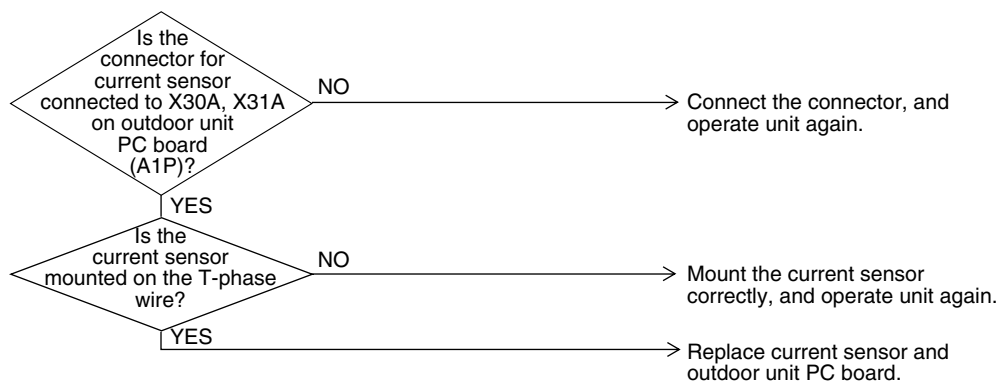 Is the
connector for
current sensor
connected to X30A, X31A
on outdoor unit
PC board
(A1P)?
NO
Connect the connector, and
operate unit again.
YES
Is the
current sensor
mounted on the T-phase
wire?
NO
Mount the current sensor
correctly, and operate unit again.
YES
Replace current sensor and
outdoor unit PC board.